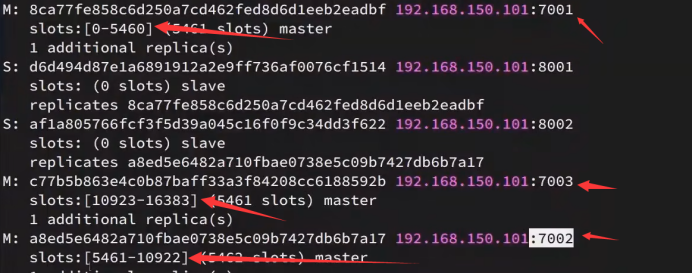 M: 8ca77fe858c6d250a7cd462fed8d6d1eeb2eadbf 192.168.150.101:7001
slots:[0-5460] (5461 slots) master
1 additional replica(s)
S: d6d494d87e1a6891912a2e9ff736af0076cf1514 192.168.150.101:8001
slots: (0 slots) slave
replicates 8ca77fe858c6d250a7cd462fed8d6d1eeb2eadbf
S: af1a805766fcf3f5d39a045c16f0f9c34dd3f622 192.168.150.101:8002
slots: (0 slots) slave
replicates a8ed5e6482a710fbae0738e5c09b7427db6b7a17
M: c77b5b863e4c0b87baff33a3f84208cc6188592b 192.168.150.101:7003
slots:[10923-16383] (5461 slots) master
1 additional replica(s)
M: a8ed5e6482a710fbae0738e5c09b7427db6b7a17 192.168.150.101:7002
slots:[5461-10922] (5462 slots) master
1 additional replica(s)